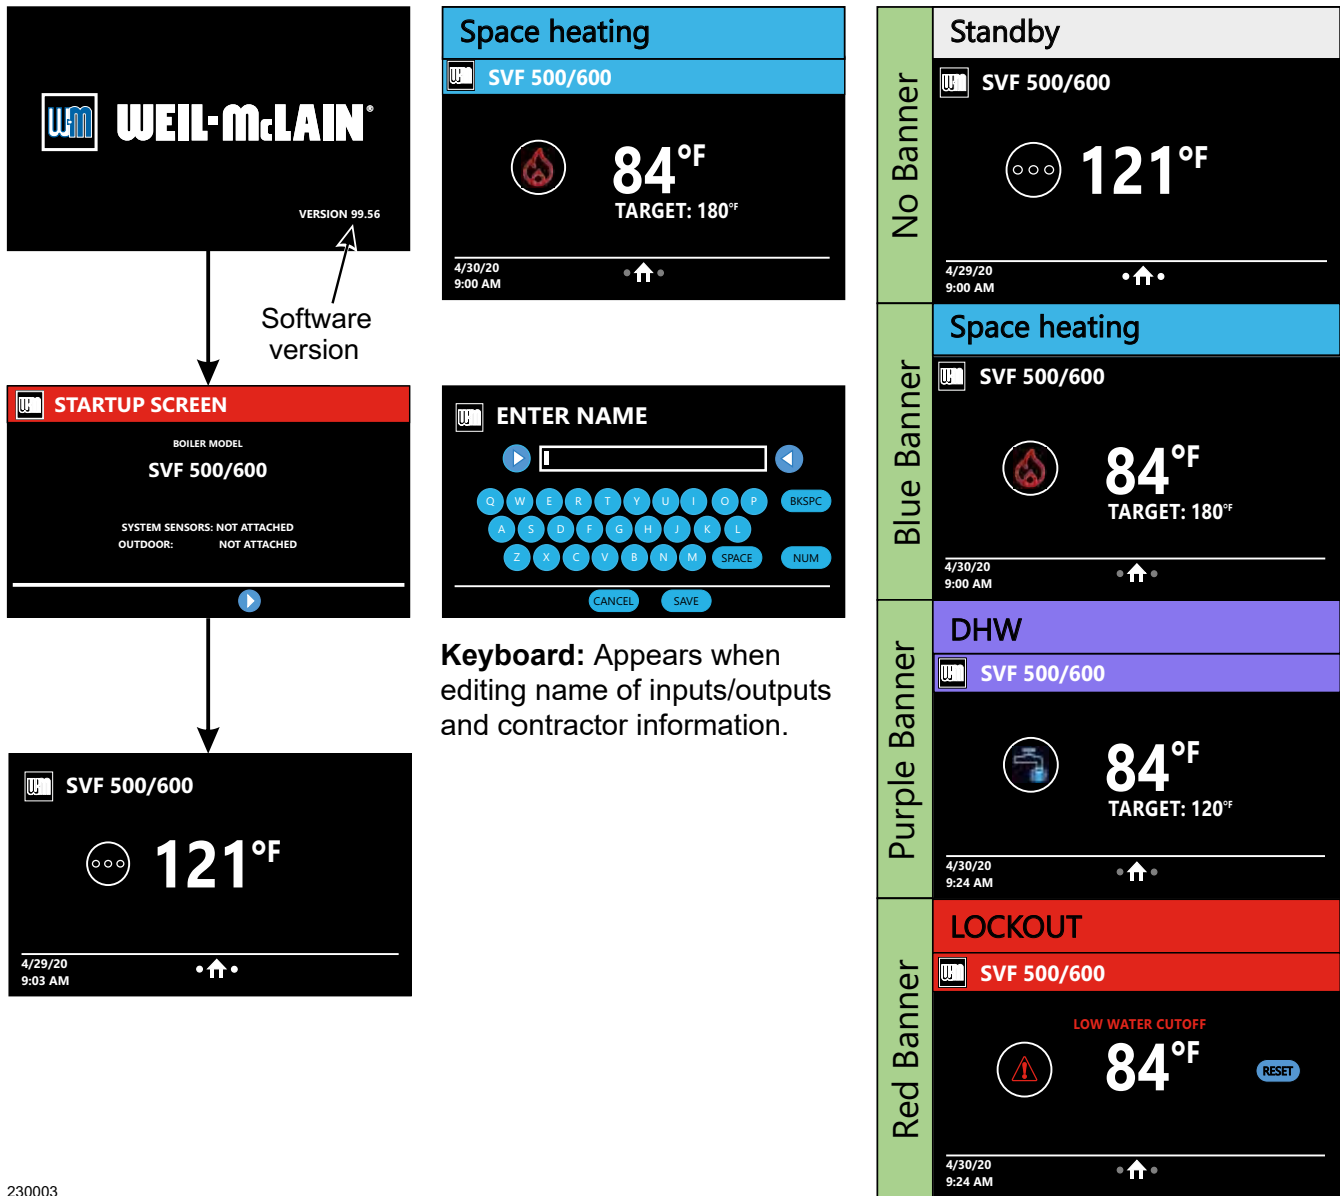 WEIL-McLAIN®
VERSION 99.56
Software
version
STARTUP SCREEN
BOILER MODEL
SVF 500/600
SYSTEM SENSORS: NOT ATTACHED
OUTDOOR: NOT ATTACHED
SVF 500/600
121°F
4/29/20
9:03 AM
230003
Space heating
SVF 500/600
84°F
TARGET: 180°F
4/30/20
9:00 AM
ENTER NAME
Q W E R T Y U I O P BKSPC
A S D F G H J K L
Z X C V B N M SPACE NUM
CANCEL SAVE
Keyboard: Appears when
editing name of inputs/outputs
and contractor information.
No Banner
Standby
SVF 500/600
121°F
4/29/20
9:00 AM
Blue Banner
Space heating
SVF 500/600
84°F
TARGET: 180°F
4/30/20
9:00 AM
Purple Banner
DHW
SVF 500/600
84°F
TARGET: 120°F
4/30/20
9:24 AM
Red Banner
LOCKOUT
SVF 500/600
LOW WATER CUTOFF
84°F
RESET
4/30/20
9:24 AM